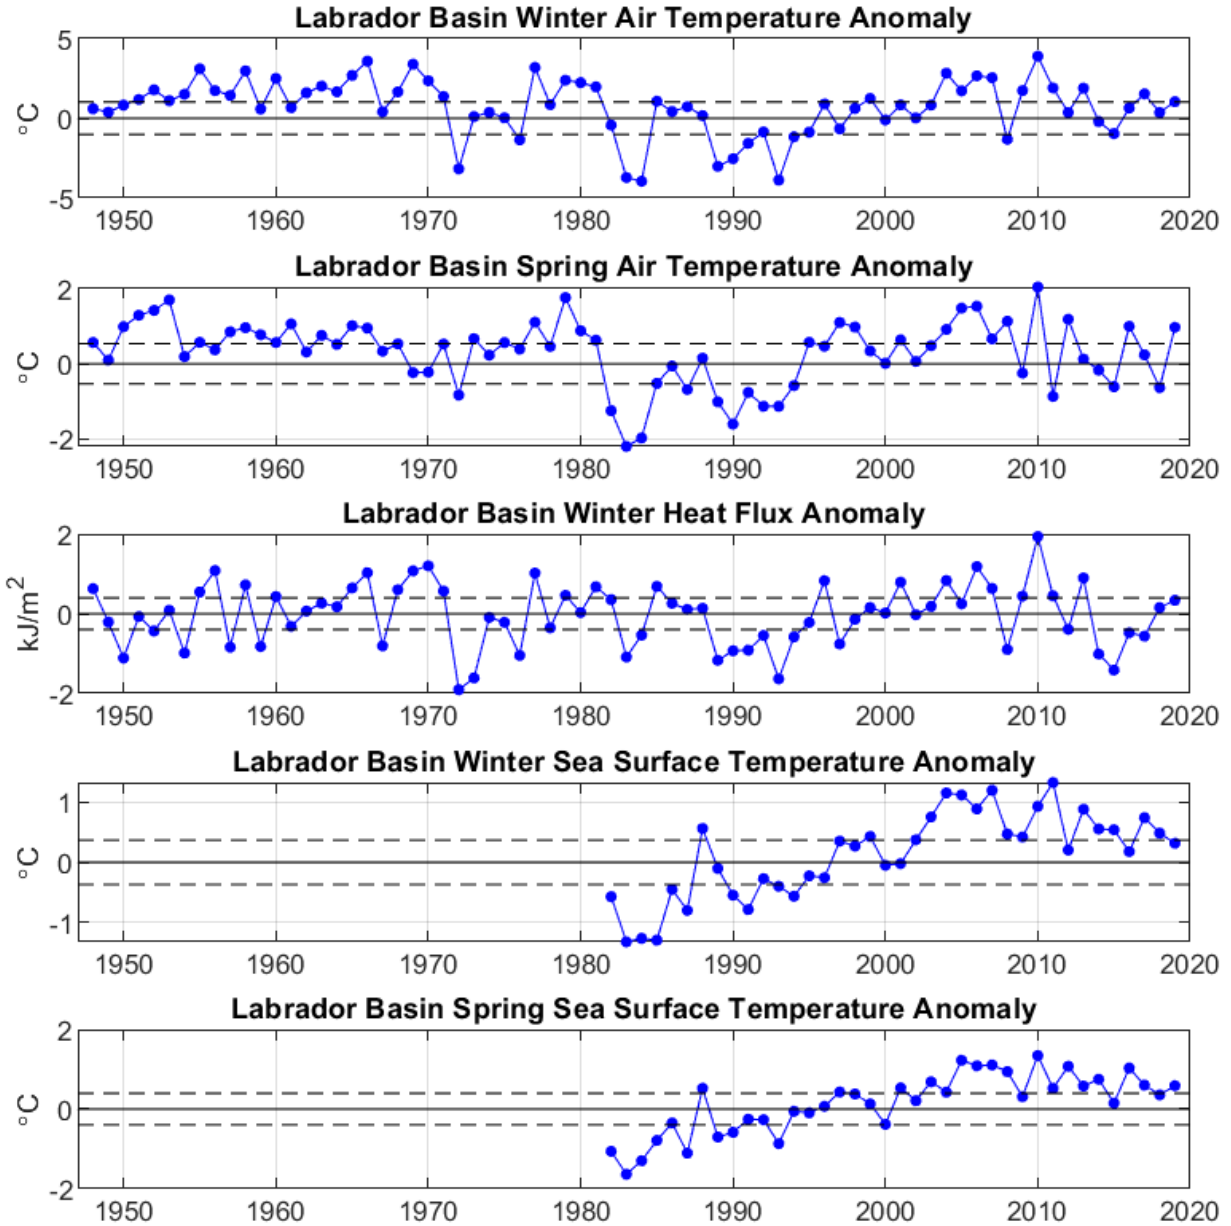 Labrador Basin Winter Air Temperature Anomaly
5
0
-5
°C
1950 1960 1970 1980 1990 2000 2010 2020
Labrador Basin Spring Air Temperature Anomaly
2
0
-2
°C
1950 1960 1970 1980 1990 2000 2010 2020
Labrador Basin Winter Heat Flux Anomaly
2
0
-2
kJ/m²
1950 1960 1970 1980 1990 2000 2010 2020
Labrador Basin Winter Sea Surface Temperature Anomaly
1
0
-1
°C
1950 1960 1970 1980 1990 2000 2010 2020
Labrador Basin Spring Sea Surface Temperature Anomaly
2
0
-2
°C
1950 1960 1970 1980 1990 2000 2010 2020